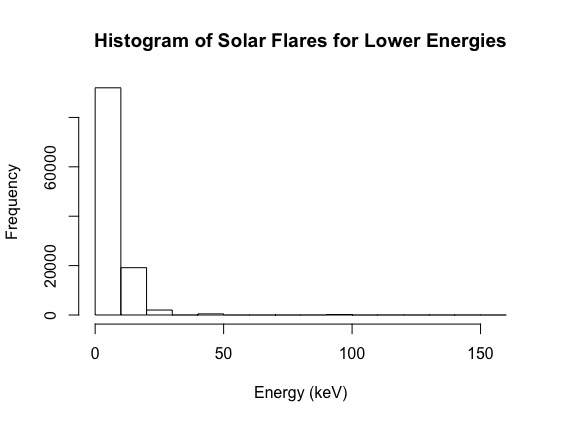 Histogram of Solar Flares for Lower Energies
Frequency
60000
20000
0
0 50 100 150
Energy (keV)